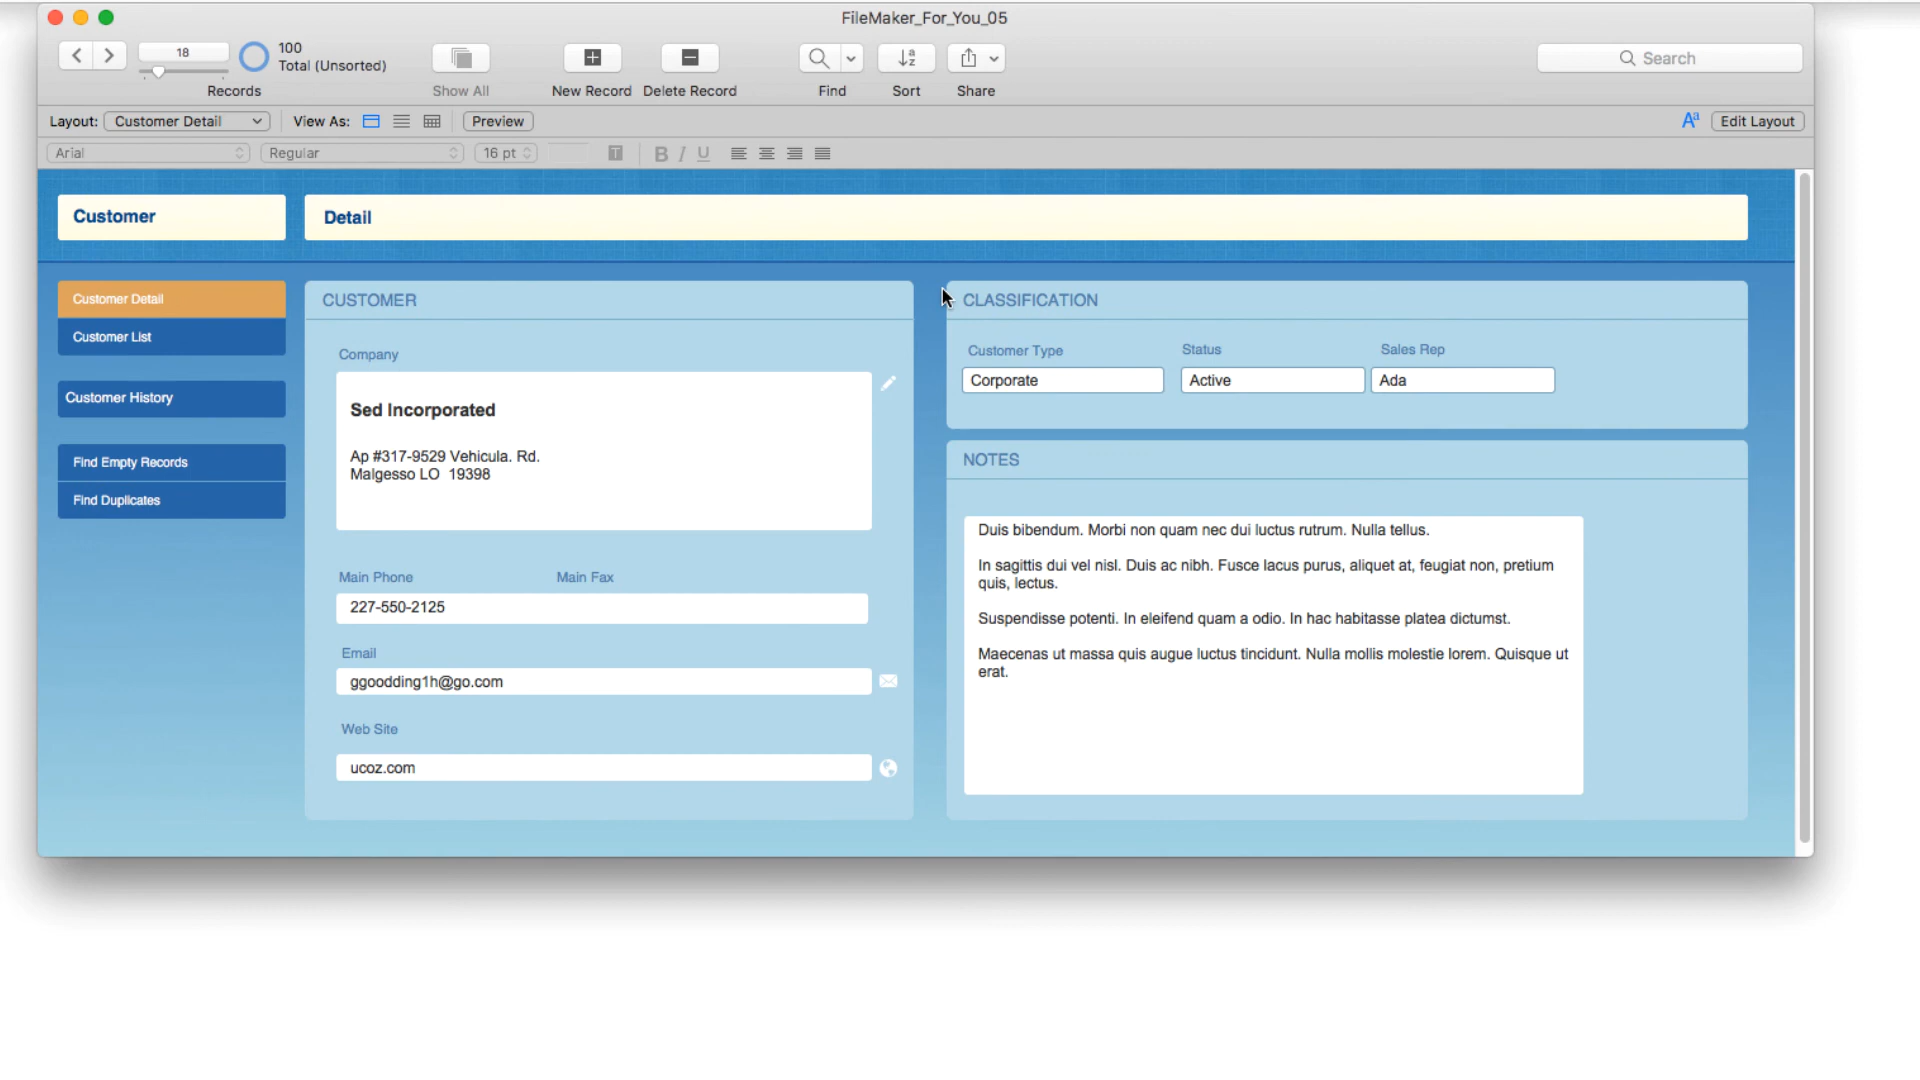 FileMaker_For_You_05
18
100
Total (Unsorted)
Records
Show All
New Record
Delete Record
Find
Sort
Share
Search
Layout: Customer Detail
View As:
Preview
Aa
Edit Layout
Arial
Regular
16 pt
T
B I U
Customer
Detail
Customer Detail
Customer List
Customer History
Find Empty Records
Find Duplicates
CUSTOMER
Company
Sed Incorporated
Ap #317-9529 Vehicula. Rd.
Malgesso LO 19398
Main Phone
Main Fax
227-550-2125
Email
ggoodding1h@go.com
Web Site
ucoz.com
CLASSIFICATION
Customer Type
Status
Sales Rep
Corporate
Active
Ada
NOTES
Duis bibendum. Morbi non quam nec dui luctus rutrum. Nulla tellus.
In sagittis dui vel nisl. Duis ac nibh. Fusce lacus purus, aliquet at, feugiat non, pretium
quis, lectus.
Suspendisse potenti. In eleifend quam a odio. In hac habitasse platea dictumst.
Maecenas ut massa quis augue luctus tincidunt. Nulla mollis molestie lorem. Quisque ut
erat.